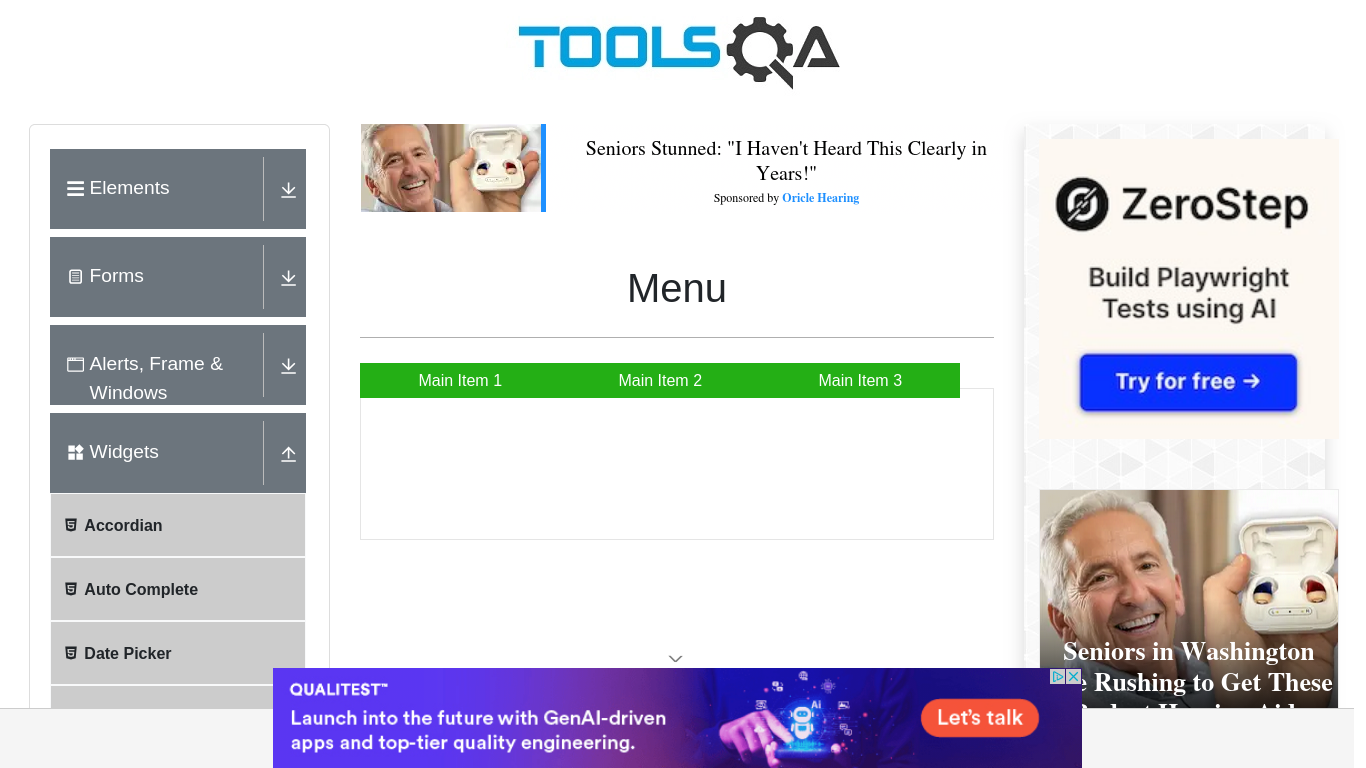 TOOLSQA
Elements
Forms
Alerts, Frame &
Windows
Widgets
Accordian
Auto Complete
Date Picker
Seniors Stunned: "I Haven't Heard This Clearly in
Years!"
Sponsored by Oricle Hearing
Menu
Main Item 1
Main Item 2
Main Item 3
ZeroStep
Build Playwright
Tests using AI
Try for free →
Seniors in Washington
Rushing to Get These
QUALITEST™
Launch into the future with GenAI-driven
apps and top-tier quality engineering.
Ai
Let's talk